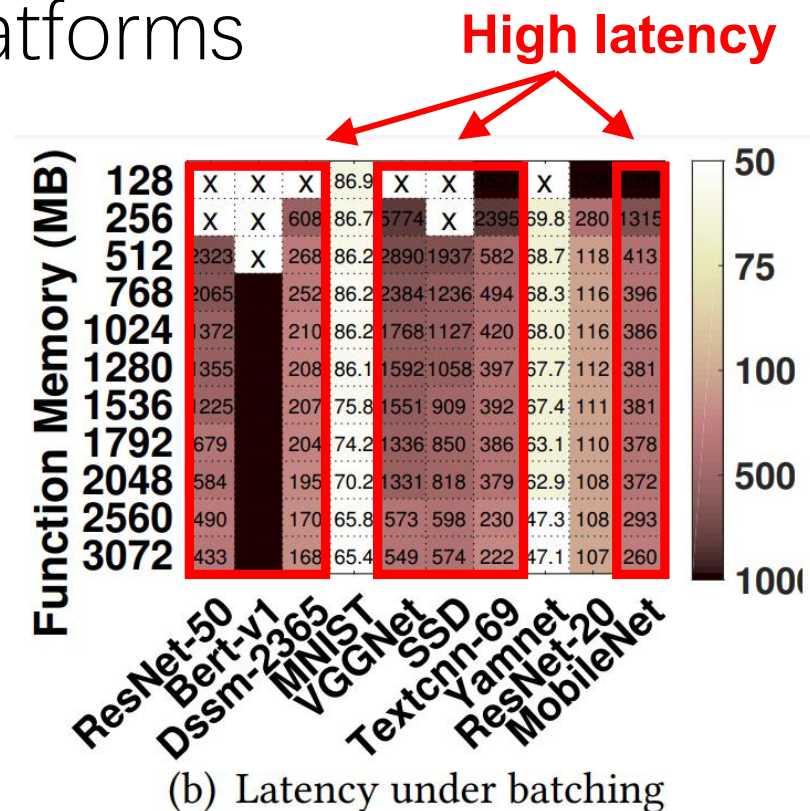 atforms
High latency
Function Memory (MB)
128 x x x 86.9 x x x
256 x x 608 86.7 5774 x 2395 69.8 280 1315
512 2323 x 268 86.2 2890 1937 582 68.7 118 413
768 2065 252 86.2 2384 1236 494 68.3 116 396
1024 1372 210 86.2 1768 1127 420 68.0 116 386
1280 1355 208 86.1 1592 1058 397 67.7 112 381
1536 1225 207 75.8 1551 909 392 67.4 111 381
1792 679 204 74.2 1336 850 386 63.1 110 378
2048 584 195 70.2 1331 818 379 62.9 108 372
2560 490 170 65.8 573 598 230 47.3 108 293
3072 433 168 65.4 549 574 222 47.1 107 260
50
75
100
500
1000
ResNet-50
Bert-v1
Dssm-2365
MNIST
VGGNet
SSD
Textcnn-69
Yamnet
ResNet-20
MobileNet
(b) Latency under batching